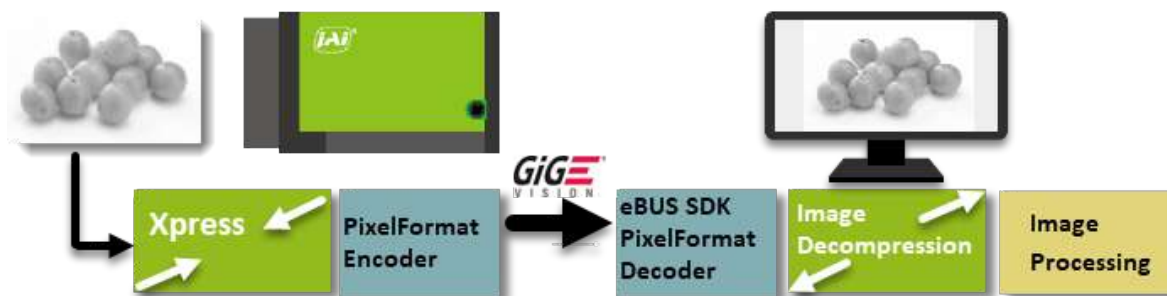 JAi
GiGE
VISION
Xpress
PixelFormat
Encoder
eBUS SDK
PixelFormat
Decoder
Image
Decompression
Image
Processing